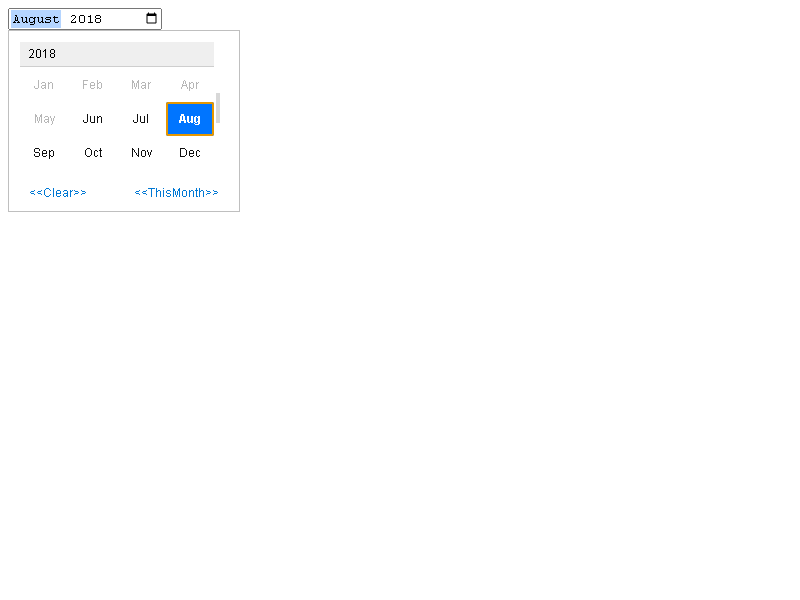 August 2018
2018
Jan Feb Mar Apr
May Jun Jul Aug
Sep Oct Nov Dec
<<Clear>> <<ThisMonth>>